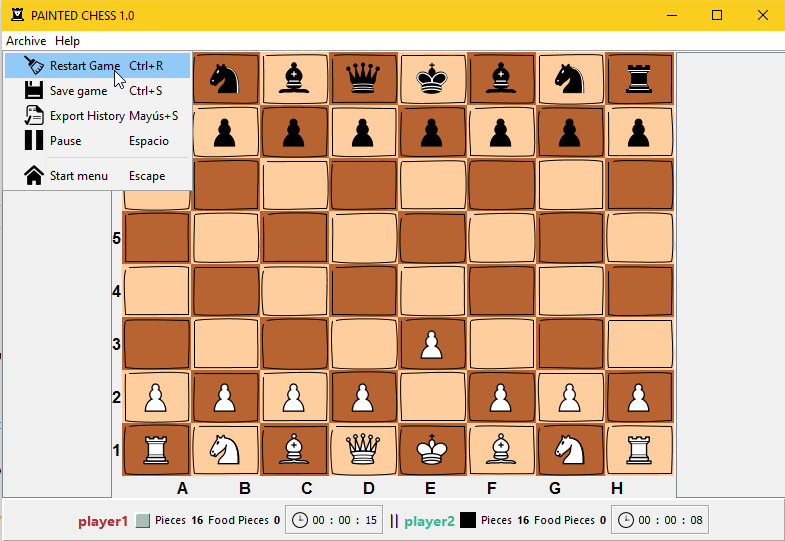 PAINTED CHESS 1.0
Archive Help
Restart Game Ctrl+R
Save game Ctrl+S
Export History Mayús+S
Pause Espacio
Start menu Escape
5
4
3
2
1
A B C D E F G H
player1 Pieces 16 Food Pieces 0 00 : 00 : 15 || player2 Pieces 16 Food Pieces 0 00 : 00 : 08